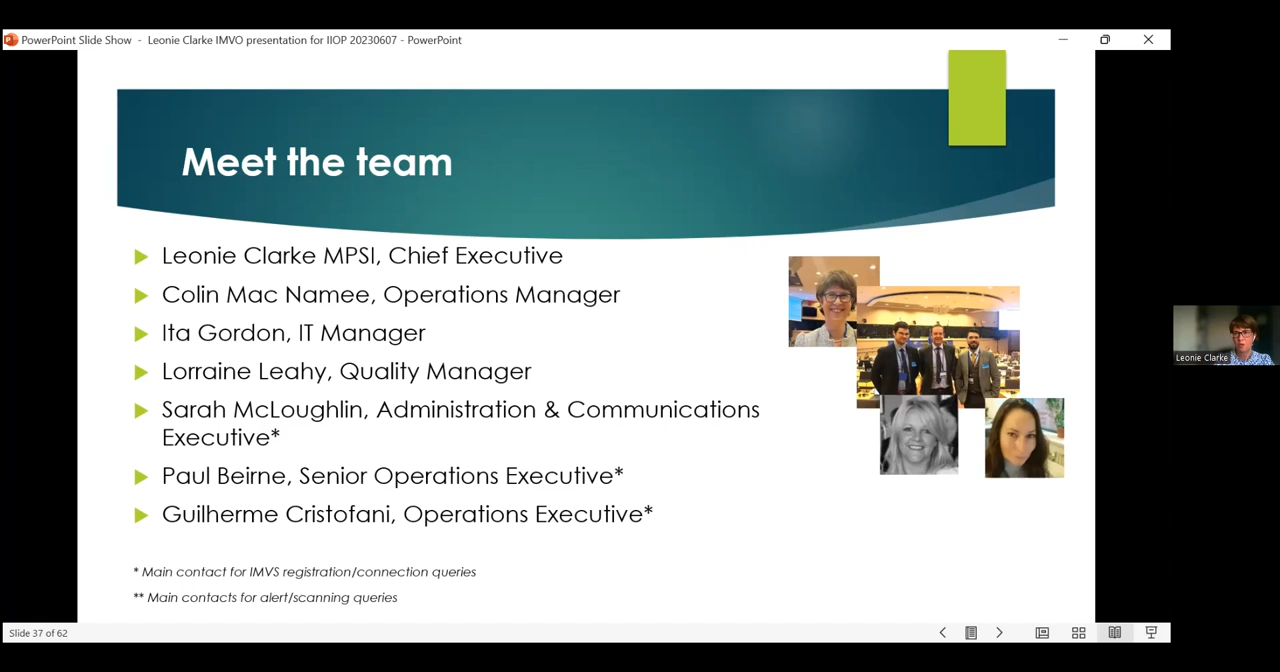 PowerPoint Slide Show - Leonie Clarke IMVO presentation for IIOP 20230607 - PowerPoint
Meet the team
Leonie Clarke MPSI, Chief Executive
Colin Mac Namee, Operations Manager
Ita Gordon, IT Manager
Lorraine Leahy, Quality Manager
Sarah McLoughlin, Administration & Communications
Executive*
Paul Beirne, Senior Operations Executive*
Guilherme Cristofani, Operations Executive*
* Main contact for IMVS registration/connection queries
** Main contacts for alert/scanning queries
Leonie Clarke
Slide 37 of 62